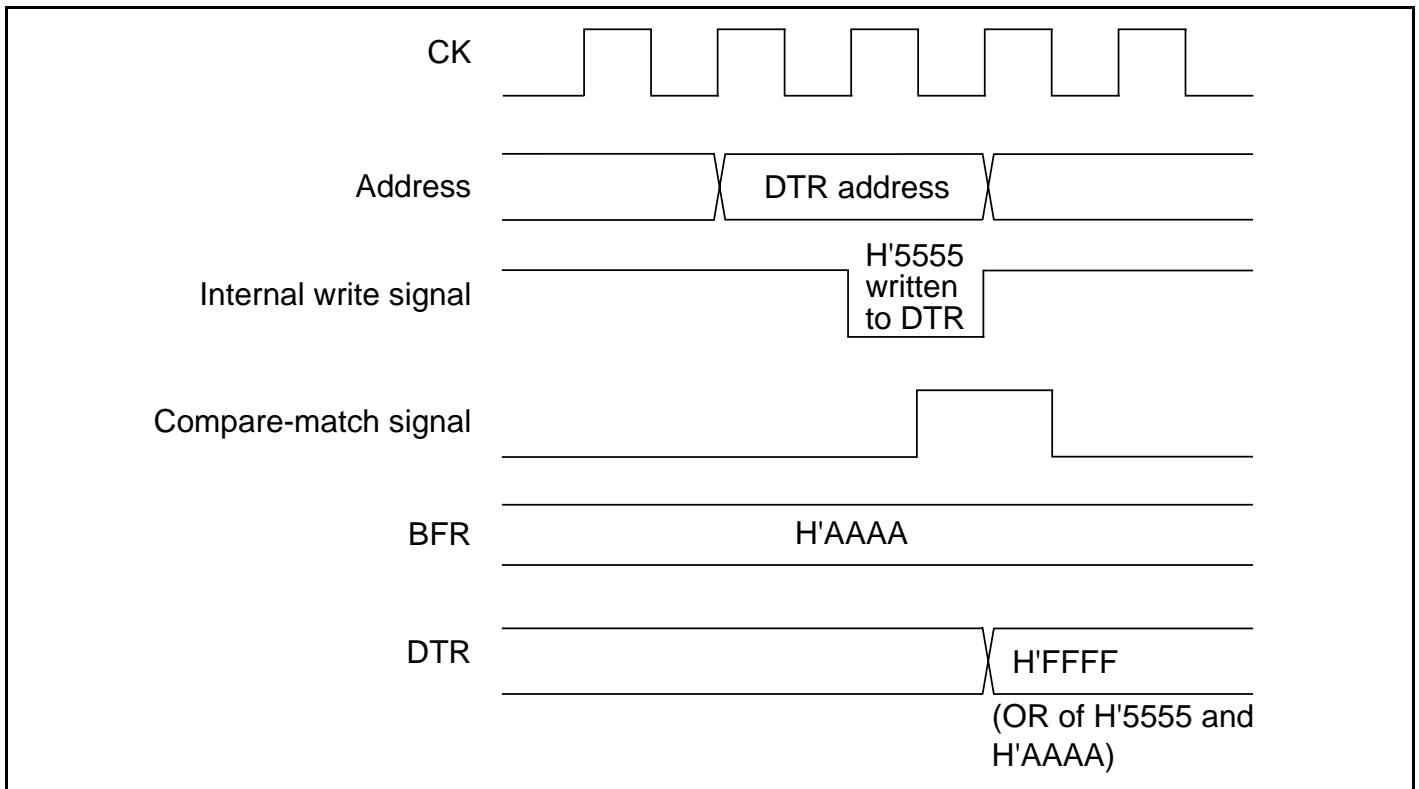 CK
Address
DTR address
Internal write signal
H'5555
written
to DTR
Compare-match signal
BFR
H'AAAA
DTR
H'FFFF
(OR of H'5555 and
H'AAAA)